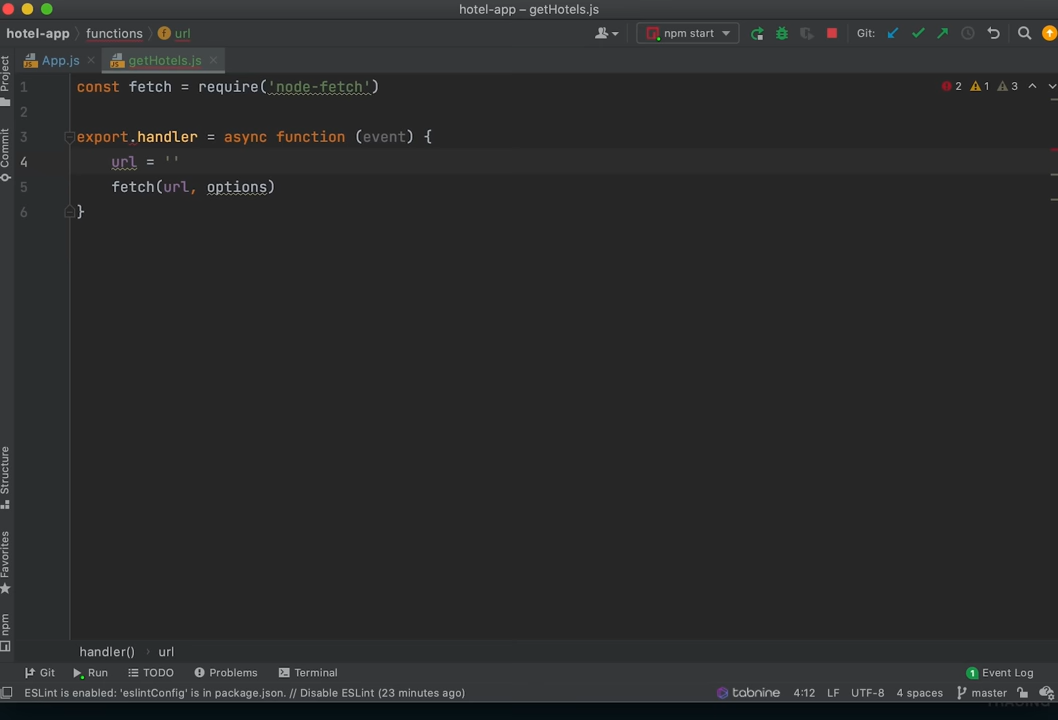 hotel-app – getHotels.js
hotel-app functions url
npm start Git:
App.js getHotels.js
1 const fetch = require('node-fetch') 2 1 3
2
3 export.handler = async function (event) {
4 url = ''
5 fetch(url, options)
6 }
Project
Commit
Structure
Favorites
npm
handler() url
Git Run TODO Problems Terminal 1 Event Log
ESLint is enabled: 'eslintConfig' is in package.json. // Disable ESLint (23 minutes ago) tabnine 4:12 LF UTF-8 4 spaces master